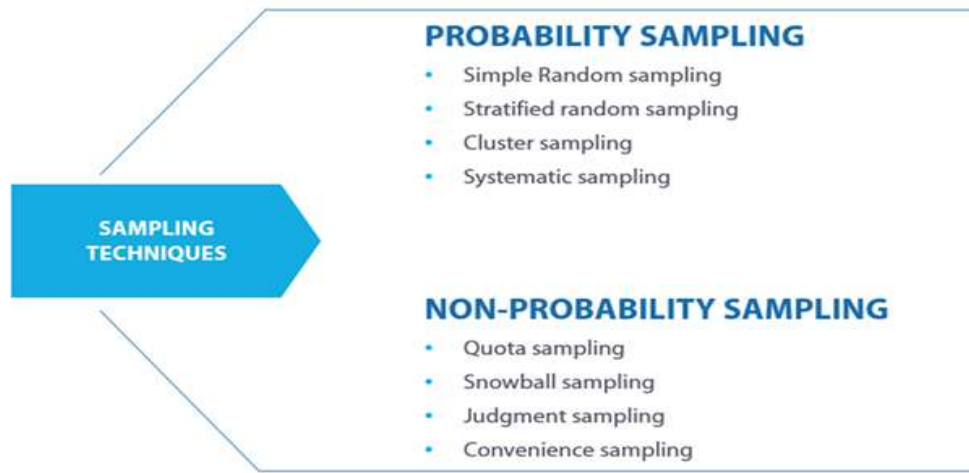 SAMPLING
TECHNIQUES
PROBABILITY SAMPLING
• Simple Random sampling
• Stratified random sampling
• Cluster sampling
• Systematic sampling
NON-PROBABILITY SAMPLING
• Quota sampling
• Snowball sampling
• Judgment sampling
• Convenience sampling